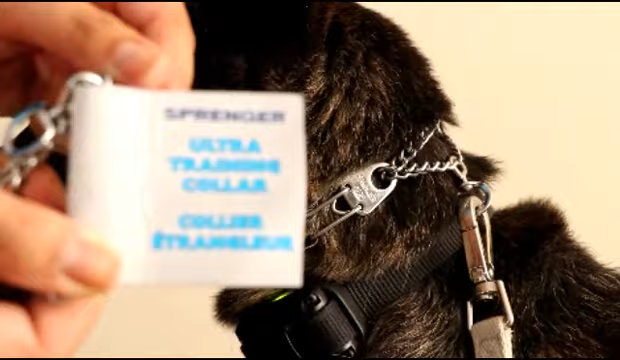 SPRENGER
ULTRA
TRAINING
COLLAR
COLLIER
ÉTRANGLEUR